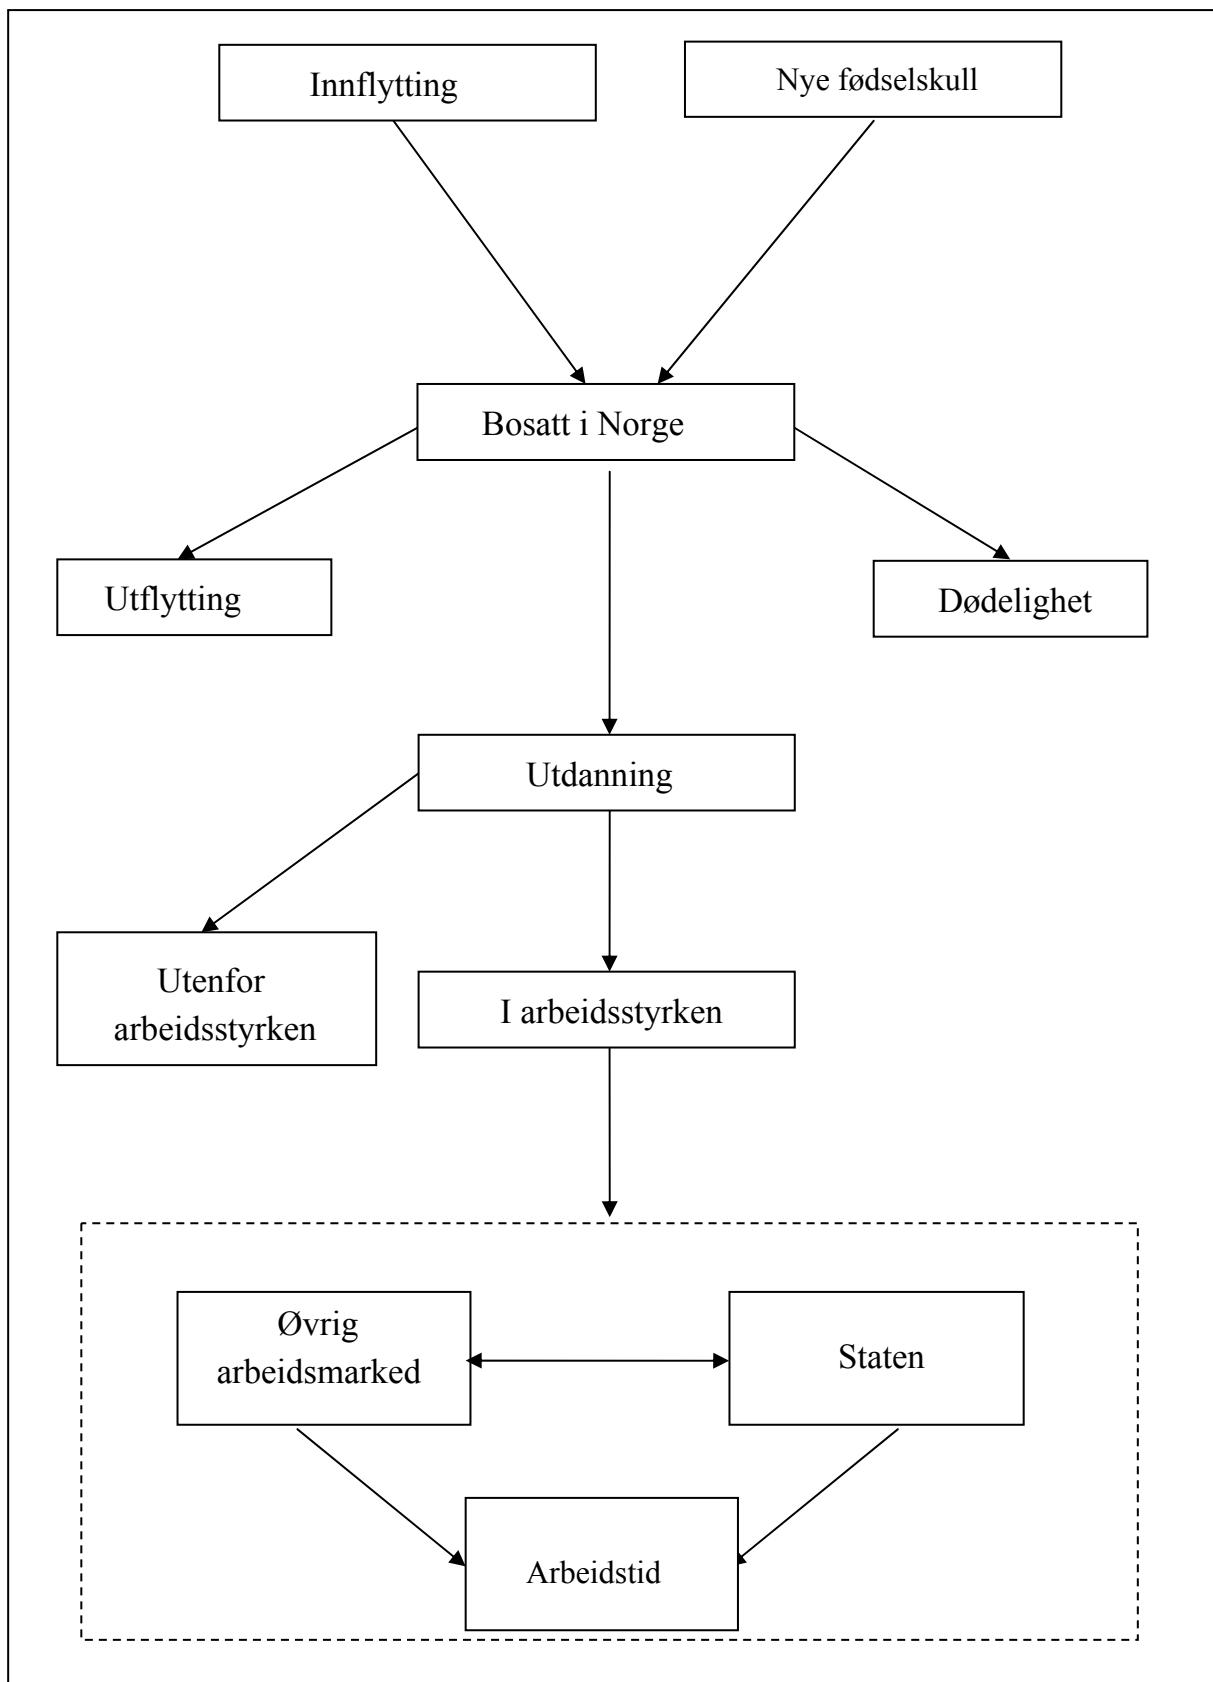 Innflytting
Nye fødselskull
Bosatt i Norge
Utflytting
Dødelighet
Utdanning
Utenfor
arbeidsstyrken
I arbeidsstyrken
Øvrig
arbeidsmarked
Staten
Arbeidstid